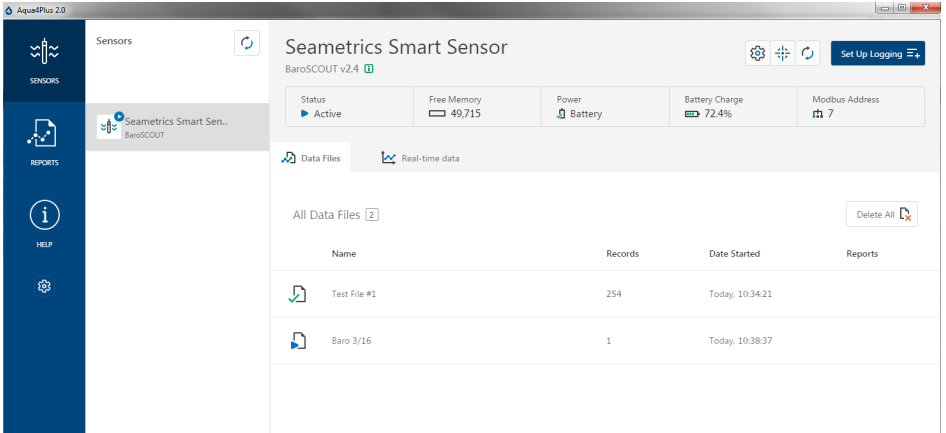 Aqua4Plus 2.0
SENSORS
REPORTS
HELP
Sensors
Seametrics Smart Sen..
BaroSCOUT
Seametrics Smart Sensor
BaroSCOUT v2.4
Set Up Logging
Status Free Memory Power Battery Charge Modbus Address
Active 49,715 Battery 72.4% 7
Data Files Real-time data
All Data Files 2
Delete All
Name Records Date Started Reports
Test File #1 254 Today, 10:34:21
Baro 3/16 1 Today, 10:38:37